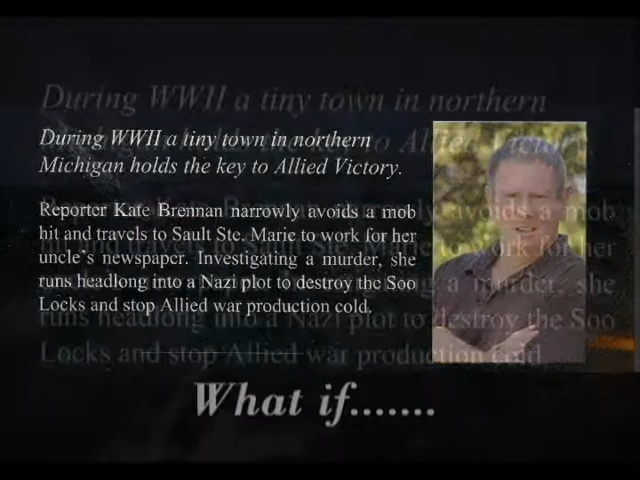 During WWII a tiny town in northern
Michigan holds the key to Allied Victory.
Reporter Kate Brennan narrowly avoids a mob
hit and travels to Sault Ste. Marie to work for her
uncle's newspaper. Investigating a murder, she
runs headlong into a Nazi plot to destroy the Soo
Locks and stop Allied war production cold.
What if.......